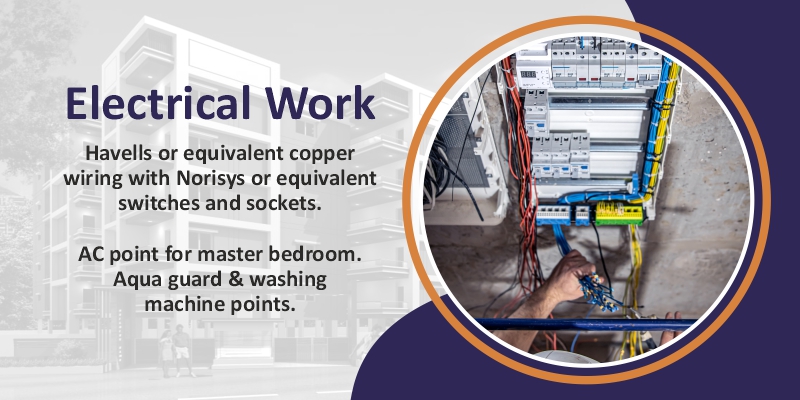 Electrical Work
Havells or equivalent copper
wiring with Norisys or equivalent
switches and sockets.
AC point for master bedroom.
Aqua guard & washing
machine points.